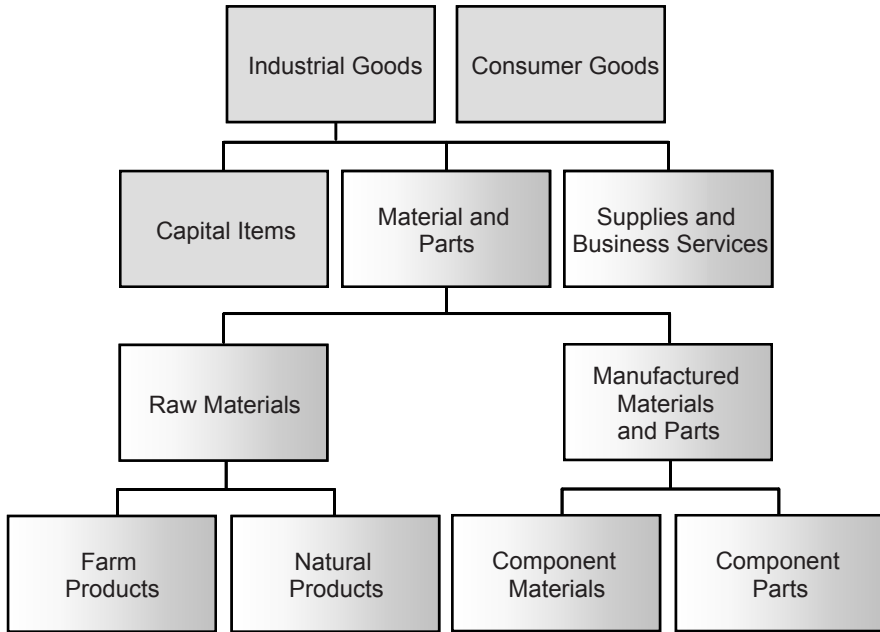 Industrial Goods
Consumer Goods
Capital Items
Material and
Parts
Supplies and
Business Services
Raw Materials
Manufactured
Materials
and Parts
Farm
Products
Natural
Products
Component
Materials
Component
Parts